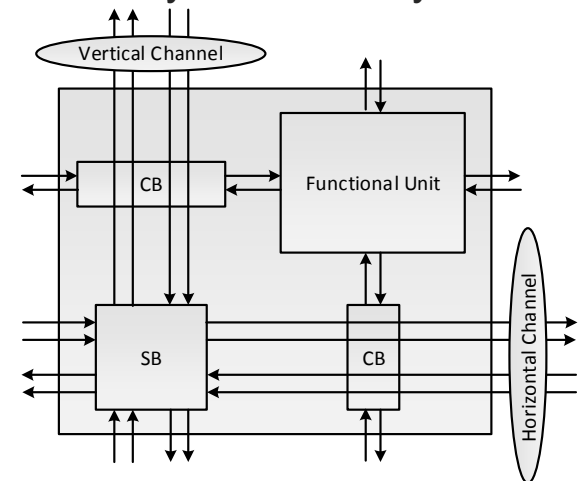 Vertical Channel
CB
Functional Unit
SB
CB
Horizontal Channel